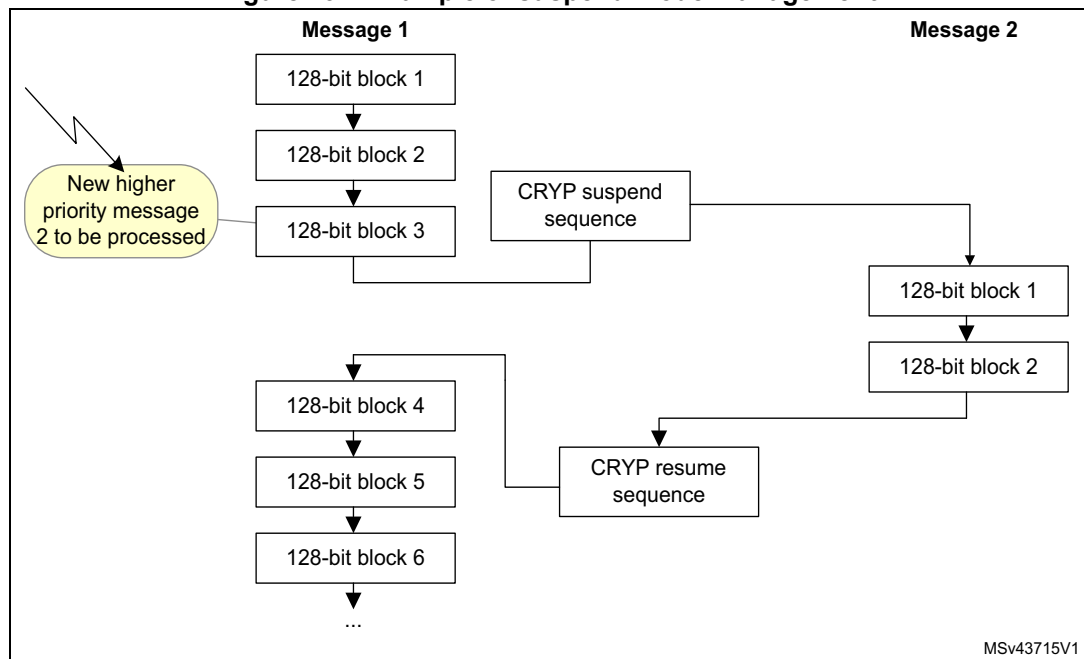 Message 1
Message 2
128-bit block 1
128-bit block 2
New higher
priority message
2 to be processed
128-bit block 3
CRYP suspend
sequence
128-bit block 1
128-bit block 2
CRYP resume
sequence
128-bit block 4
128-bit block 5
128-bit block 6
...
MSv43715V1